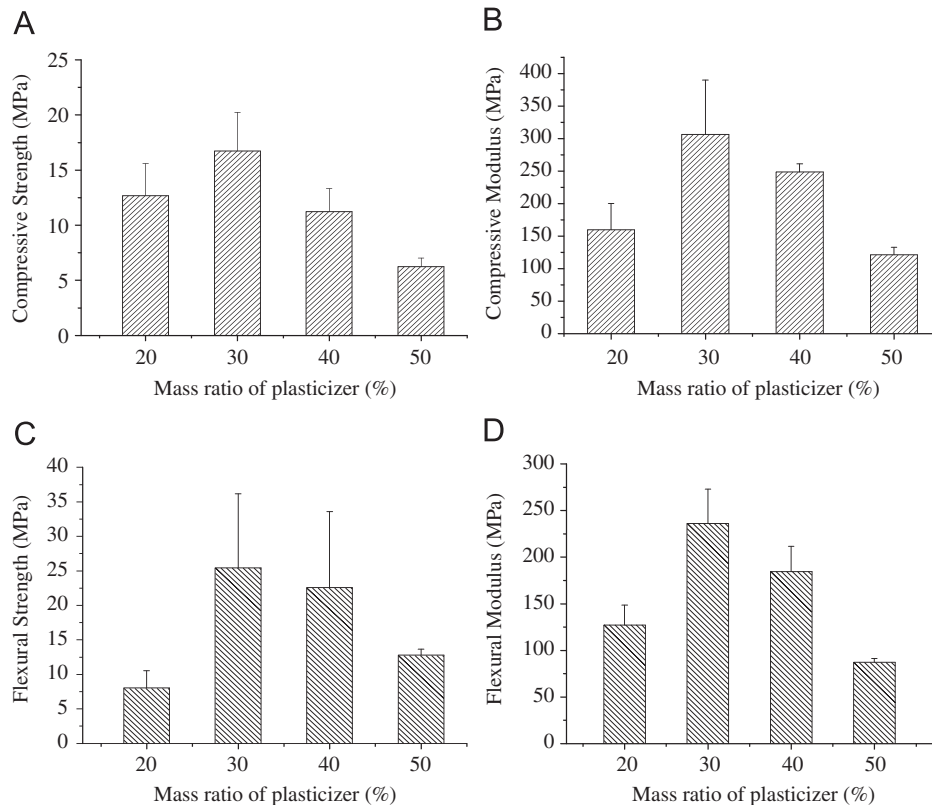 A
Compressive Strength (MPa)
25
20
15
10
5
0
20 30 40 50
Mass ratio of plasticizer (%)
B
Compressive Modulus (MPa)
400
350
300
250
200
150
100
50
0
20 30 40 50
Mass ratio of plasticizer (%)
C
Flexural Strength (MPa)
40
35
30
25
20
15
10
5
0
20 30 40 50
Mass ratio of plasticizer (%)
D
Flexural Modulus (MPa)
300
250
200
150
100
50
0
20 30 40 50
Mass ratio of plasticizer (%)